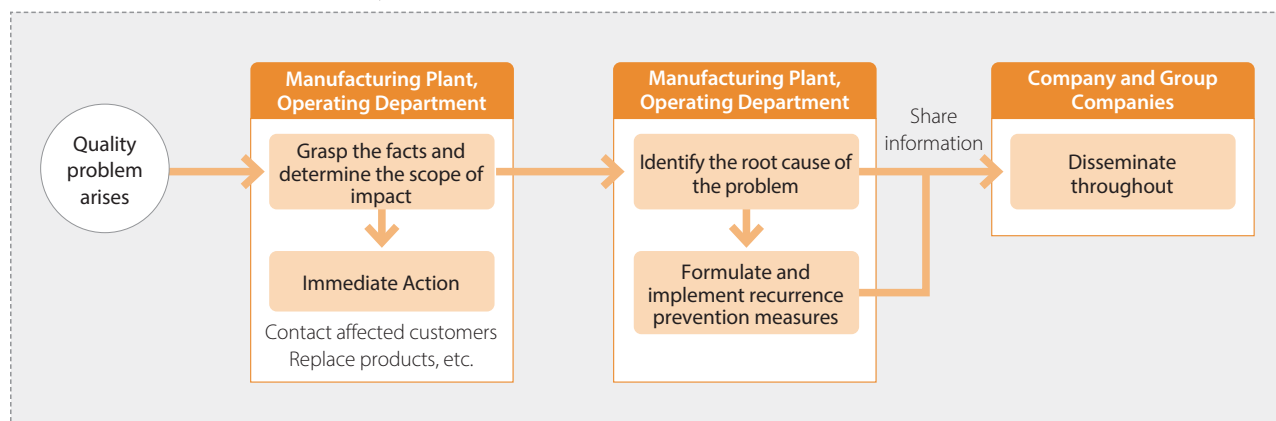 Quality
problem
arises
Manufacturing Plant,
Operating Department
Grasp the facts and
determine the scope of
impact
Immediate Action
Contact affected customers
Replace products, etc.
Manufacturing Plant,
Operating Department
Identify the root cause of
the problem
Formulate and
implement recurrence
prevention measures
Share
information
Company and Group
Companies
Disseminate
throughout